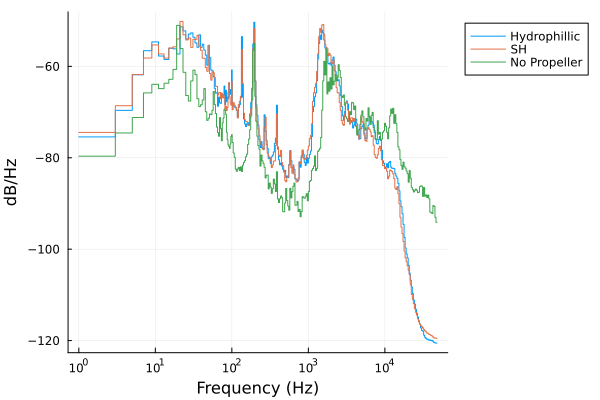 Hydrophillic
SH
No Propeller
dB/Hz
−60
−80
−100
−120
10⁰ 10¹ 10² 10³ 10⁴
Frequency (Hz)